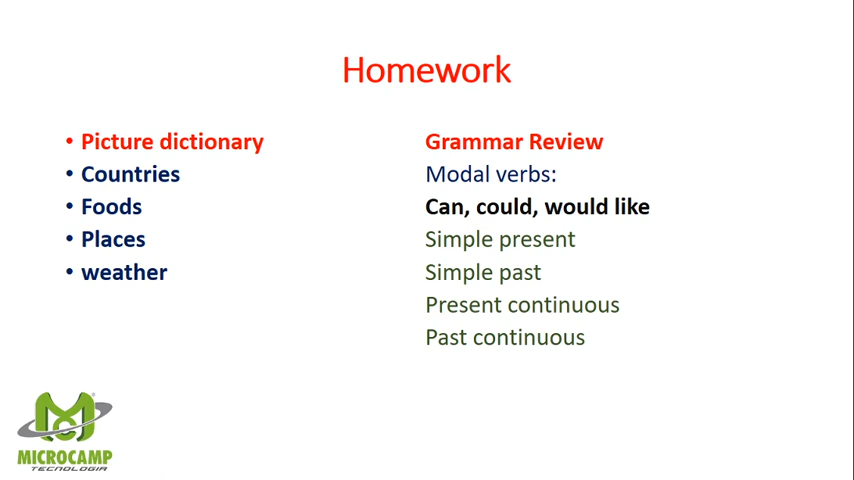 Homework
• Picture dictionary
• Countries
• Foods
• Places
• weather
Grammar Review
Modal verbs:
Can, could, would like
Simple present
Simple past
Present continuous
Past continuous
MC
MICROCAMP
TECNOLOGIA